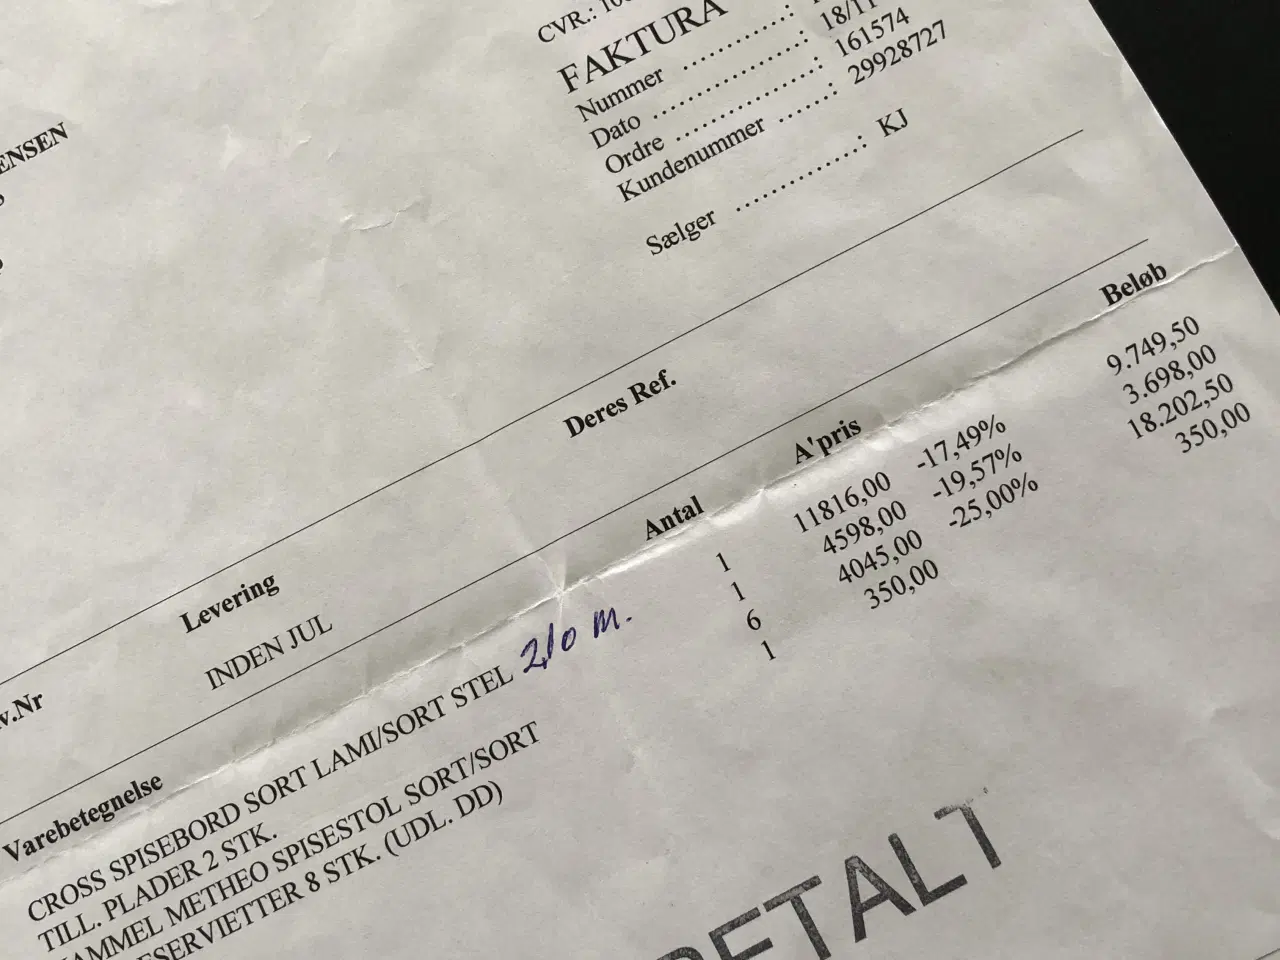 CVR.:
FAKTURA
Nummer ............... :
Dato ..................... : 18/11
Ordre ................... : 161574
Kundenummer ....... : 29928727
Sælger ................ : KJ
Deres Ref.
Levering
INDEN JUL
Varebetegnelse Antal A'pris Beløb
CROSS SPISEBORD SORT LAMI/SORT STEL 2,10 m. 1 11816,00 -17,49% 9.749,50
TILL. PLADER 2 STK. 1 4598,00 -19,57% 3.698,00
HAMMEL METHEO SPISESTOL SORT/SORT 6 4045,00 -25,00% 18.202,50
ESERVIETTER 8 STK. (UDL. DD) 1 350,00 350,00
BETALT